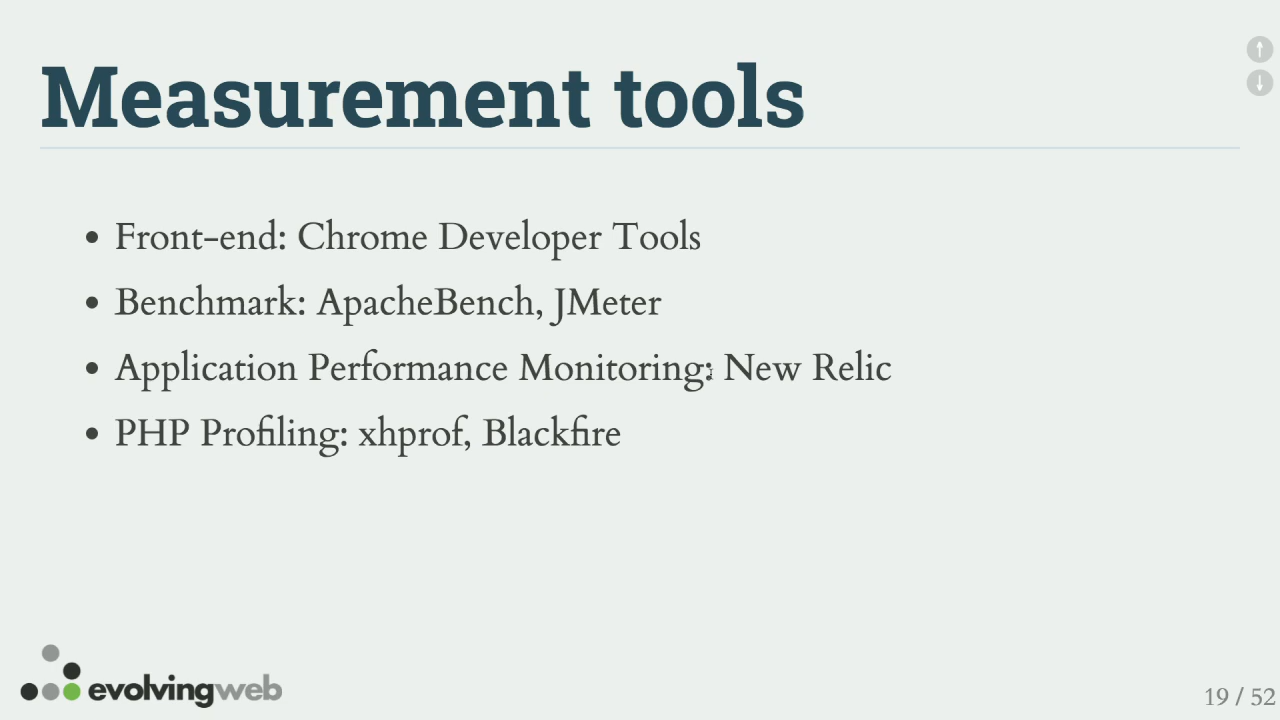 Measurement tools
Front-end: Chrome Developer Tools
Benchmark: ApacheBench, JMeter
Application Performance Monitoring: New Relic
PHP Profiling: xhprof, Blackfire
evolvingweb
19 / 52